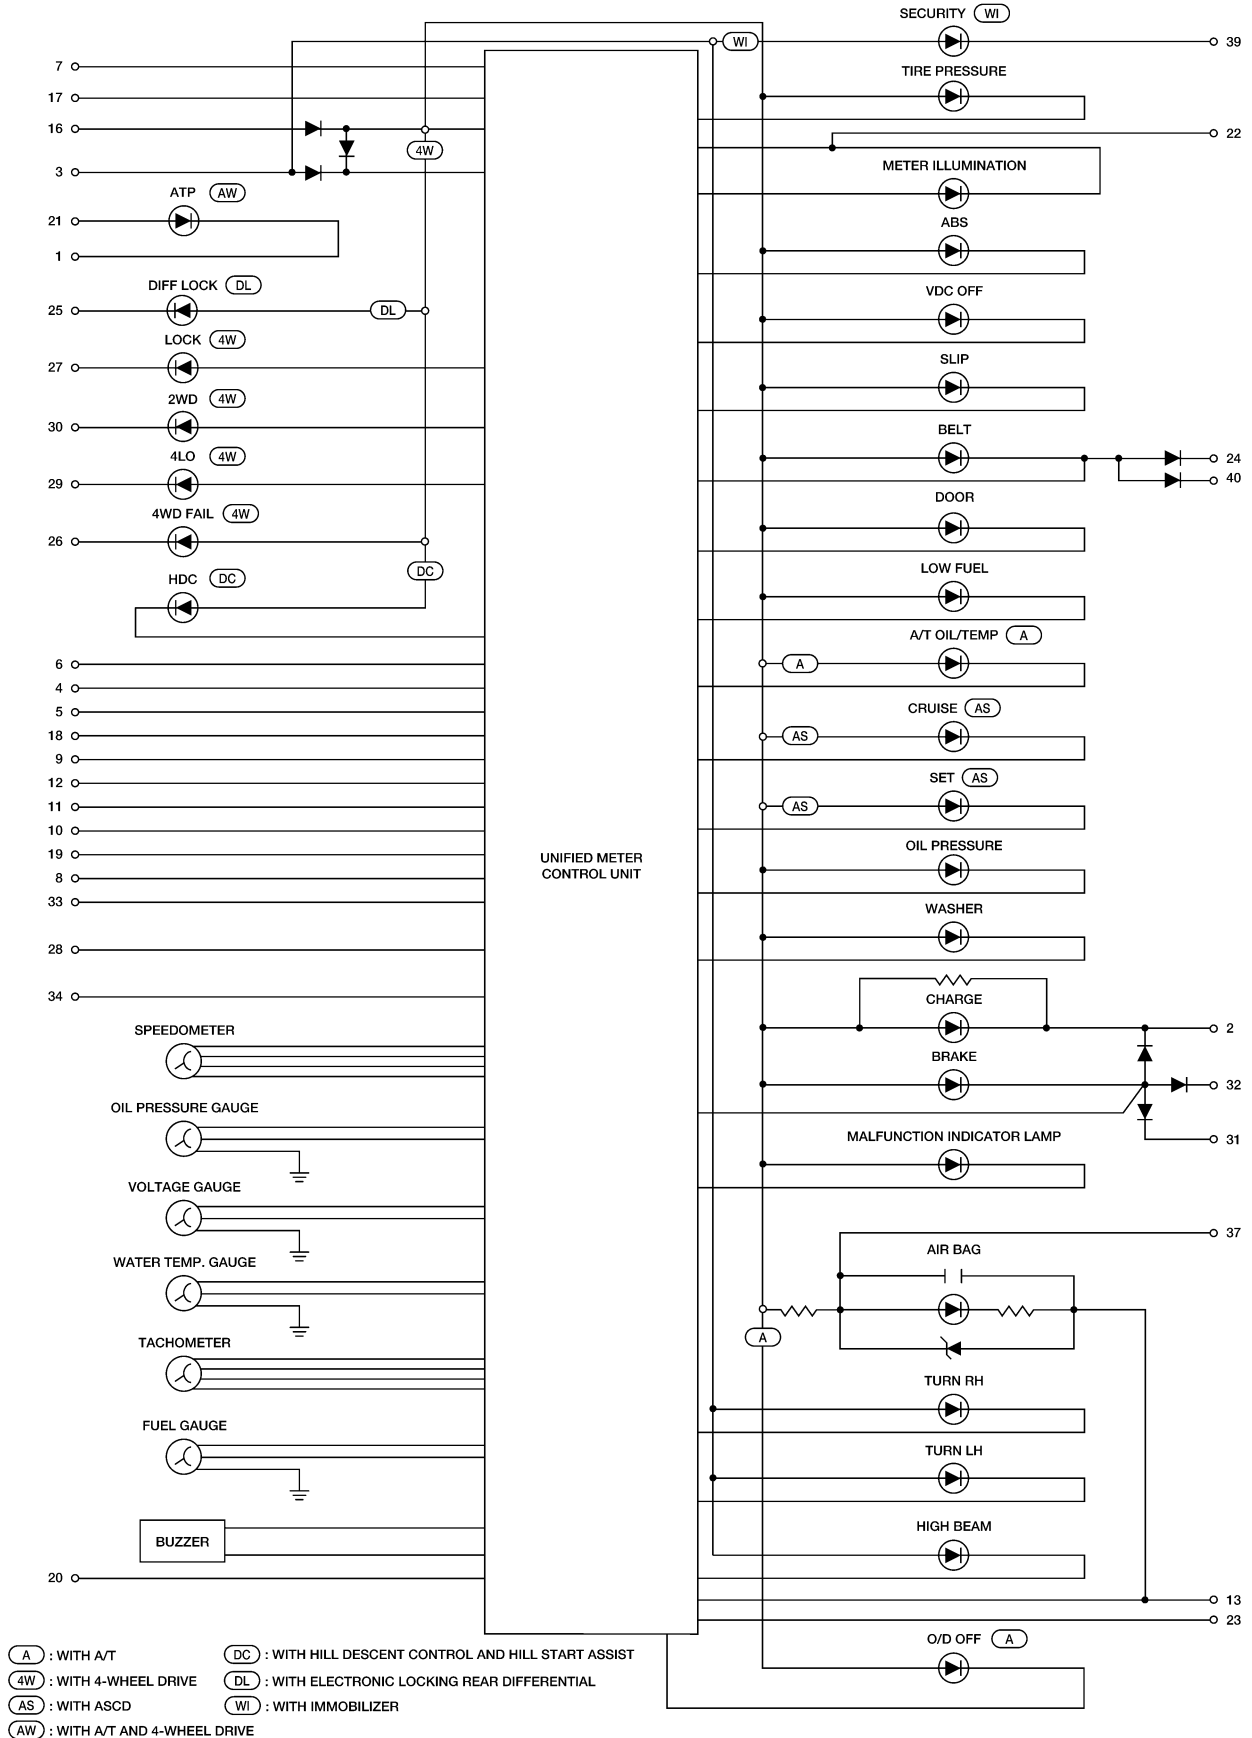 SECURITY WI
WI
39
7
TIRE PRESSURE
17
16
22
4W
3
METER ILLUMINATION
ATP AW
21
ABS
1
DIFF LOCK DL
VDC OFF
25
DL
LOCK 4W
SLIP
27
2WD 4W
30
BELT
4LO 4W
24
29
40
DOOR
4WD FAIL 4W
26
DC
LOW FUEL
HDC DC
A/T OIL/TEMP A
6
A
4
CRUISE AS
5
18
AS
9
SET AS
12
11
AS
10
OIL PRESSURE
19
UNIFIED METER
CONTROL UNIT
8
33
WASHER
28
34
CHARGE
SPEEDOMETER
2
BRAKE
32
OIL PRESSURE GAUGE
MALFUNCTION INDICATOR LAMP
31
VOLTAGE GAUGE
37
AIR BAG
WATER TEMP. GAUGE
A
TACHOMETER
TURN RH
FUEL GAUGE
TURN LH
HIGH BEAM
BUZZER
20
13
23
O/D OFF A
A : WITH A/T
DC : WITH HILL DESCENT CONTROL AND HILL START ASSIST
4W : WITH 4-WHEEL DRIVE
DL : WITH ELECTRONIC LOCKING REAR DIFFERENTIAL
AS : WITH ASCD
WI : WITH IMMOBILIZER
AW : WITH A/T AND 4-WHEEL DRIVE